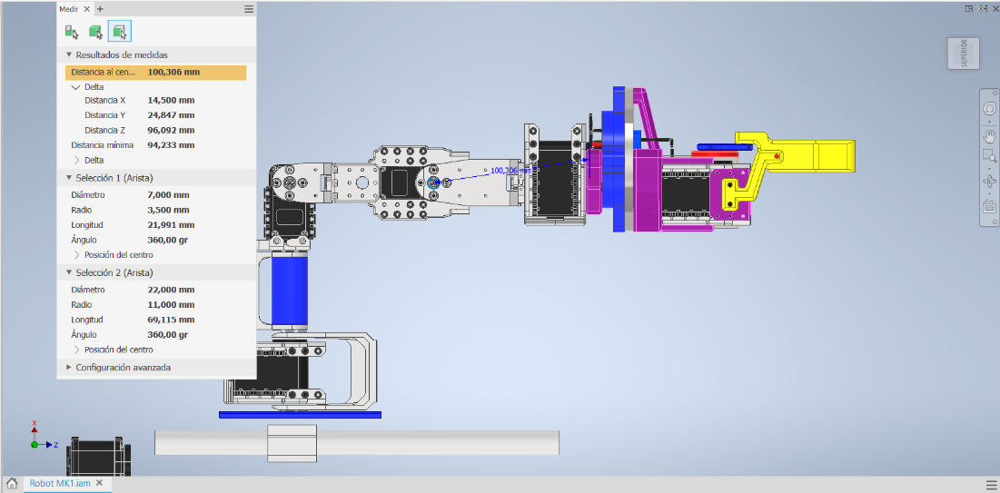 Medir
Resultados de medidas
Distancia al cen... 100,306 mm
Delta
Distancia X 14,500 mm
Distancia Y 24,847 mm
Distancia Z 96,092 mm
Distancia mínima 94,233 mm
Delta
Selección 1 (Arista)
Diámetro 7,000 mm
Radio 3,500 mm
Longitud 21,991 mm
Ángulo 360,00 gr
Posición del centro
Selección 2 (Arista)
Diámetro 22,000 mm
Radio 11,000 mm
Longitud 69,115 mm
Ángulo 360,00 gr
Posición del centro
Configuración avanzada
100,306 mm
SUPERIOR
X
Z
Robot MK1.iam